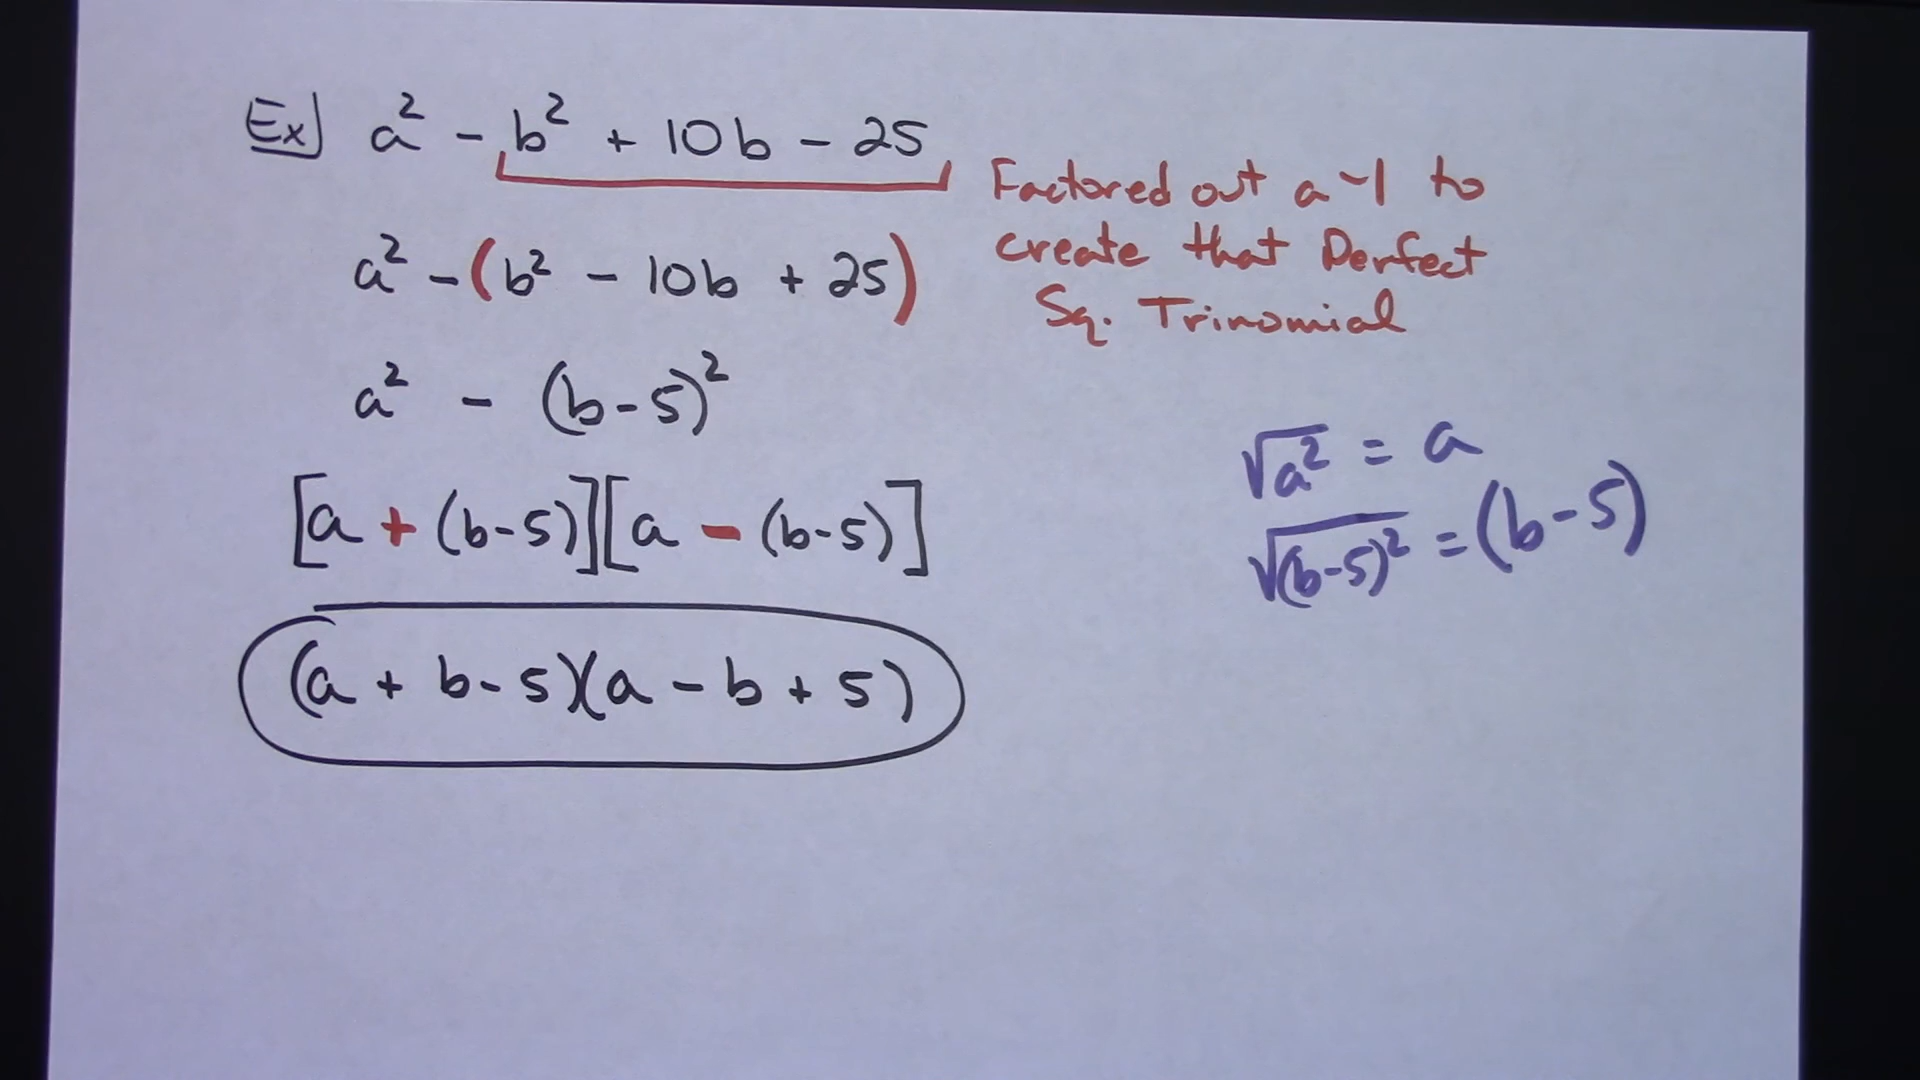 Ex] a² - b² + 10b - 25
Factored out a -1 to
create that Perfect
Sq. Trinomial
a² - (b² - 10b + 25)
a² - (b-5)²
[a + (b-5)][a - (b-5)]
(a + b-5)(a - b + 5)
√a² = a
√(b-5)² = (b-5)